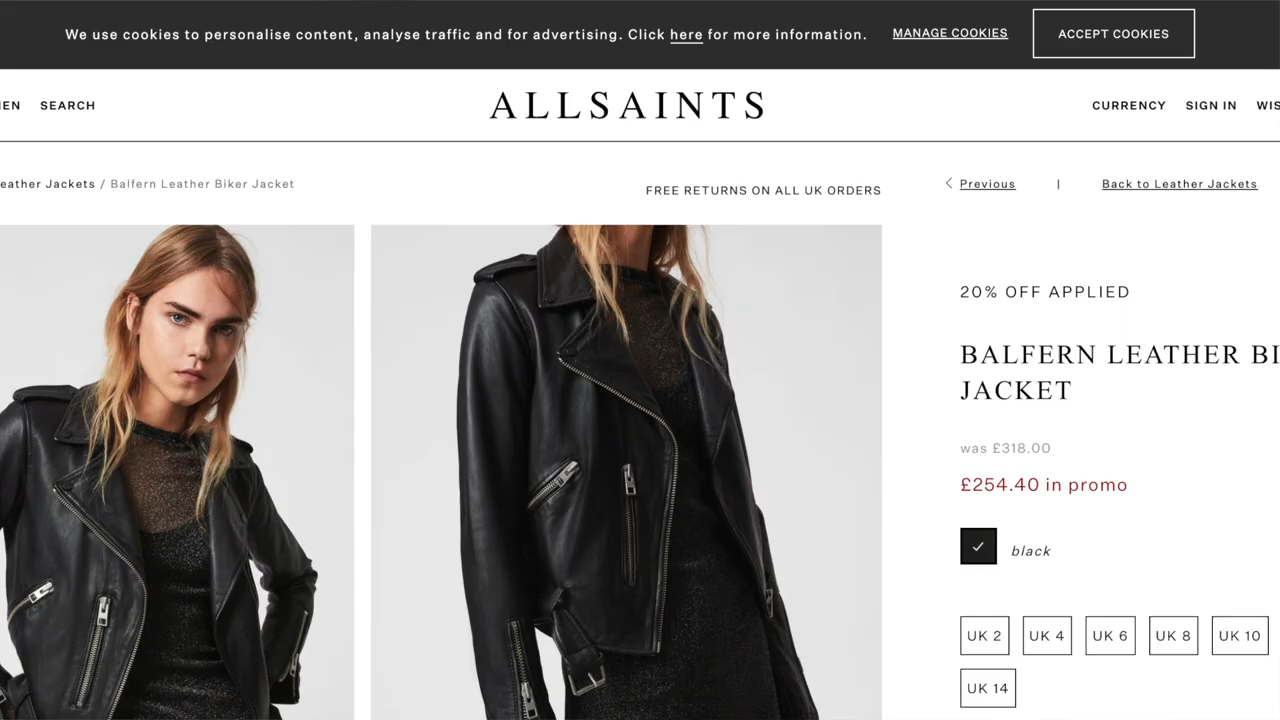 We use cookies to personalise content, analyse traffic and for advertising. Click here for more information. MANAGE COOKIES ACCEPT COOKIES
EN SEARCH ALLSAINTS CURRENCY SIGN IN WIS
eather Jackets / Balfern Leather Biker Jacket
FREE RETURNS ON ALL UK ORDERS
Previous | Back to Leather Jackets
20% OFF APPLIED
BALFERN LEATHER BI
JACKET
was £318.00
£254.40 in promo
black
UK 2 UK 4 UK 6 UK 8 UK 10
UK 14